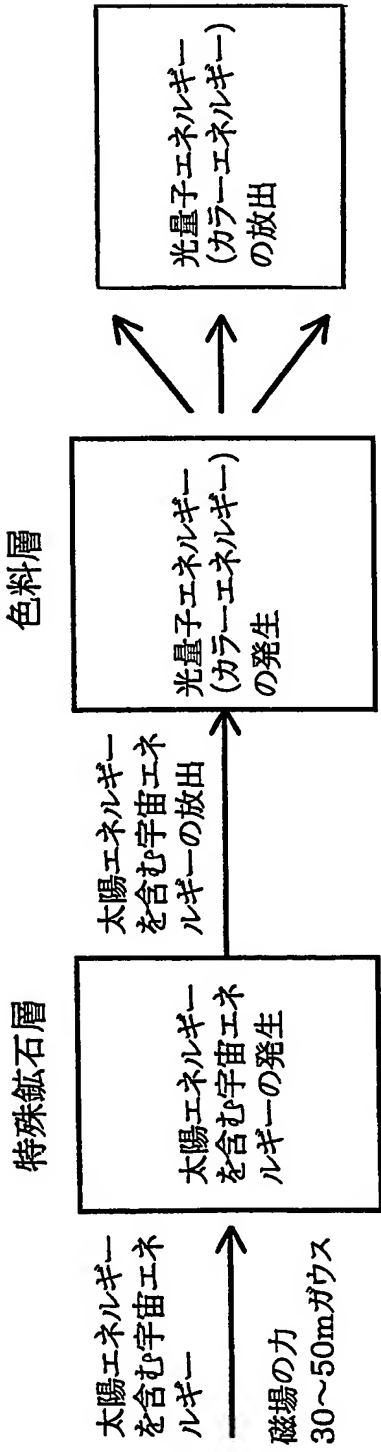 太陽エネルギー
を含む宇宙エネ
ルギー
磁場の力
30～50mガウス
特殊鉱石層
太陽エネルギー
を含む宇宙エネ
ルギーの発生
太陽エネルギー
を含む宇宙エネ
ルギーの放出
色料層
光量子エネルギー
(カラーエネルギー)
の発生
光量子エネルギー
(カラーエネルギー)
の放出